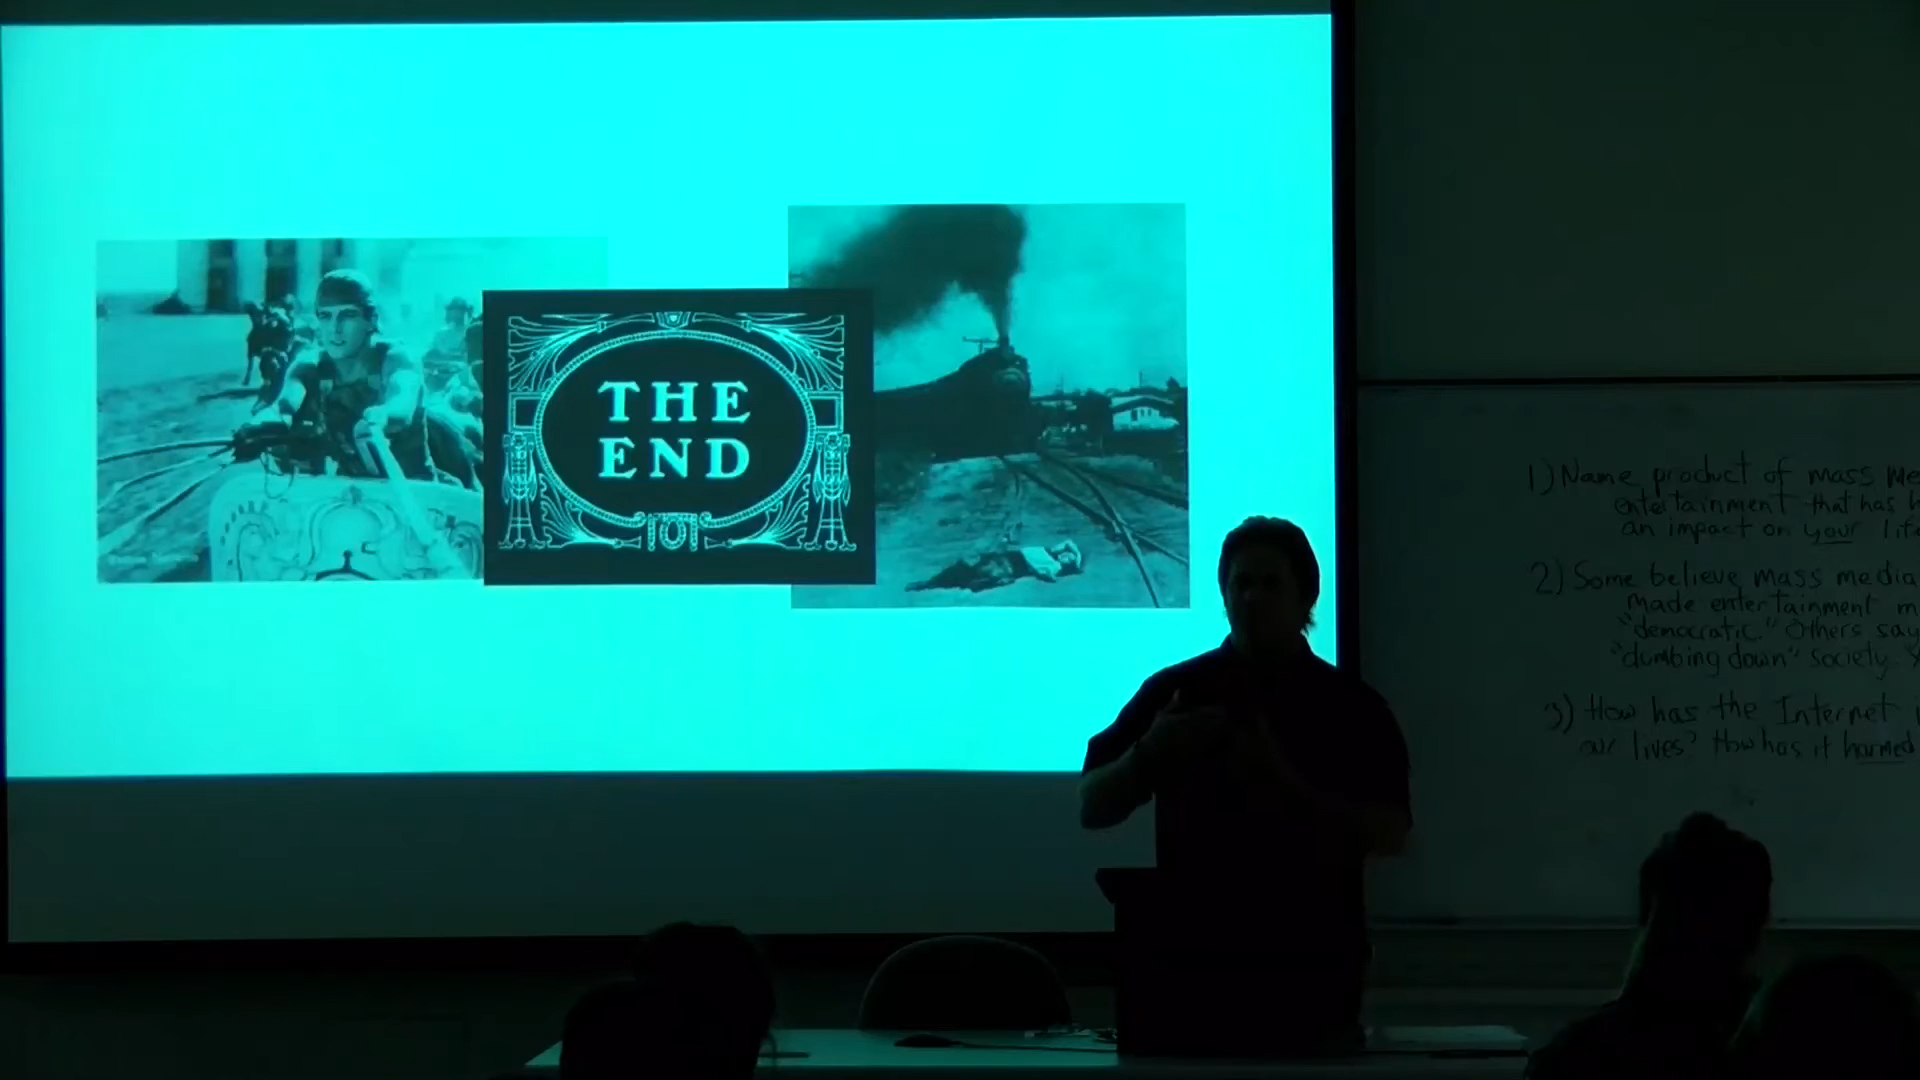 THE
END
1) Name product of mass me
entertainment that has h
an impact on your life
2) Some believe mass media
made entertainment m
"democratic." Others say
"dumbing down" society.
3) How has the Internet i
our lives? How has it harmed